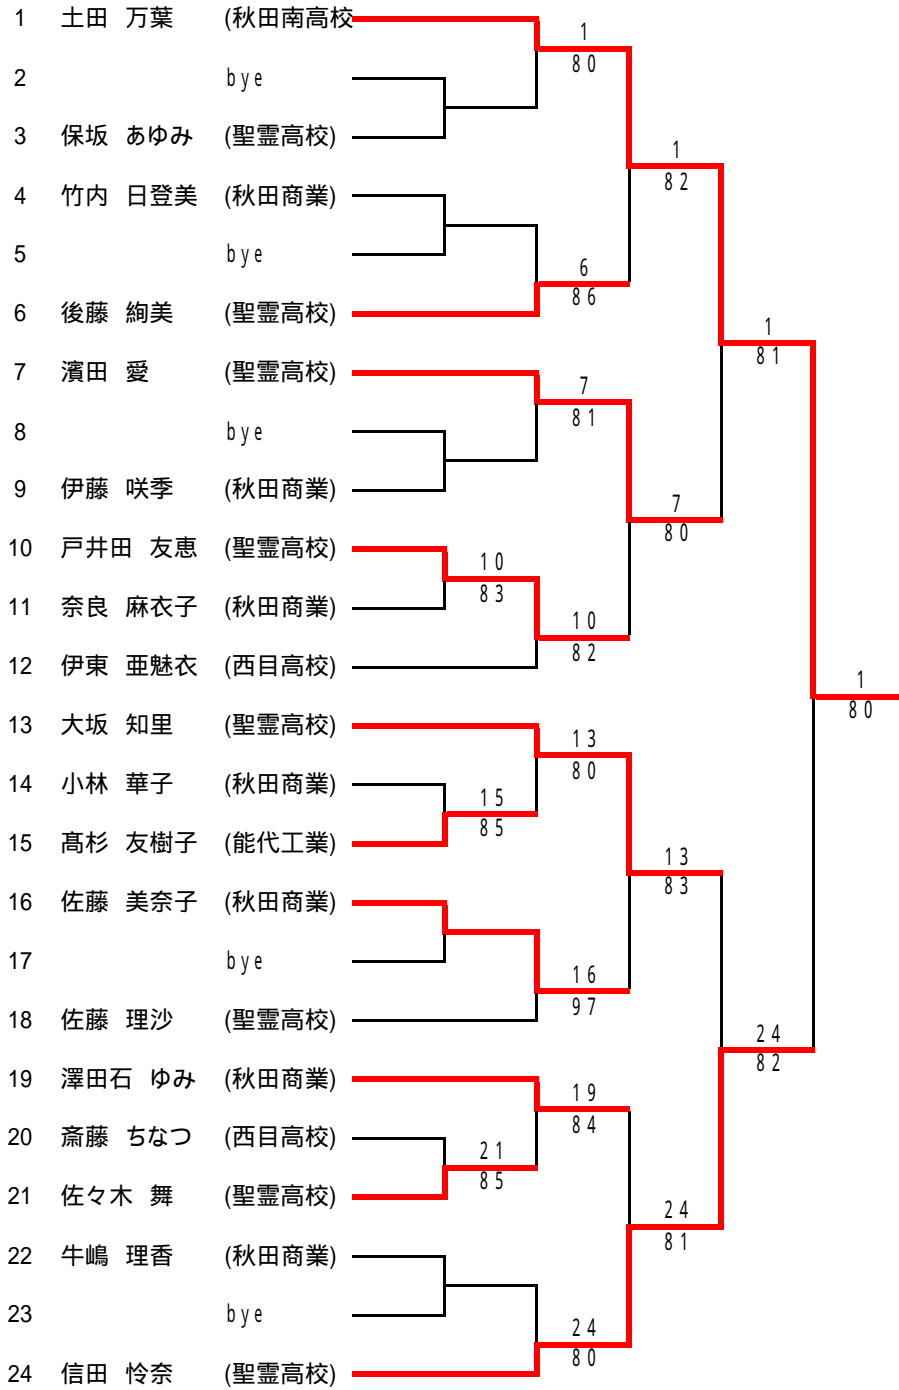 1 土田 万葉 (秋田南高校
2 bye
3 保坂 あゆみ (聖霊高校)
4 竹内 日登美 (秋田商業)
5 bye
6 後藤 絢美 (聖霊高校)
7 濱田 愛 (聖霊高校)
8 bye
9 伊藤 咲季 (秋田商業)
10 戸井田 友恵 (聖霊高校)
11 奈良 麻衣子 (秋田商業)
12 伊東 亜魅衣 (西目高校)
13 大坂 知里 (聖霊高校)
14 小林 華子 (秋田商業)
15 髙杉 友樹子 (能代工業)
16 佐藤 美奈子 (秋田商業)
17 bye
18 佐藤 理沙 (聖霊高校)
19 澤田石 ゆみ (秋田商業)
20 斎藤 ちなつ (西目高校)
21 佐々木 舞 (聖霊高校)
22 牛嶋 理香 (秋田商業)
23 bye
24 信田 怜奈 (聖霊高校)
10
83
15
85
21
85
1
80
6
86
7
81
10
82
13
80
16
97
19
84
24
80
1
82
7
80
13
83
24
81
1
81
24
82
1
80